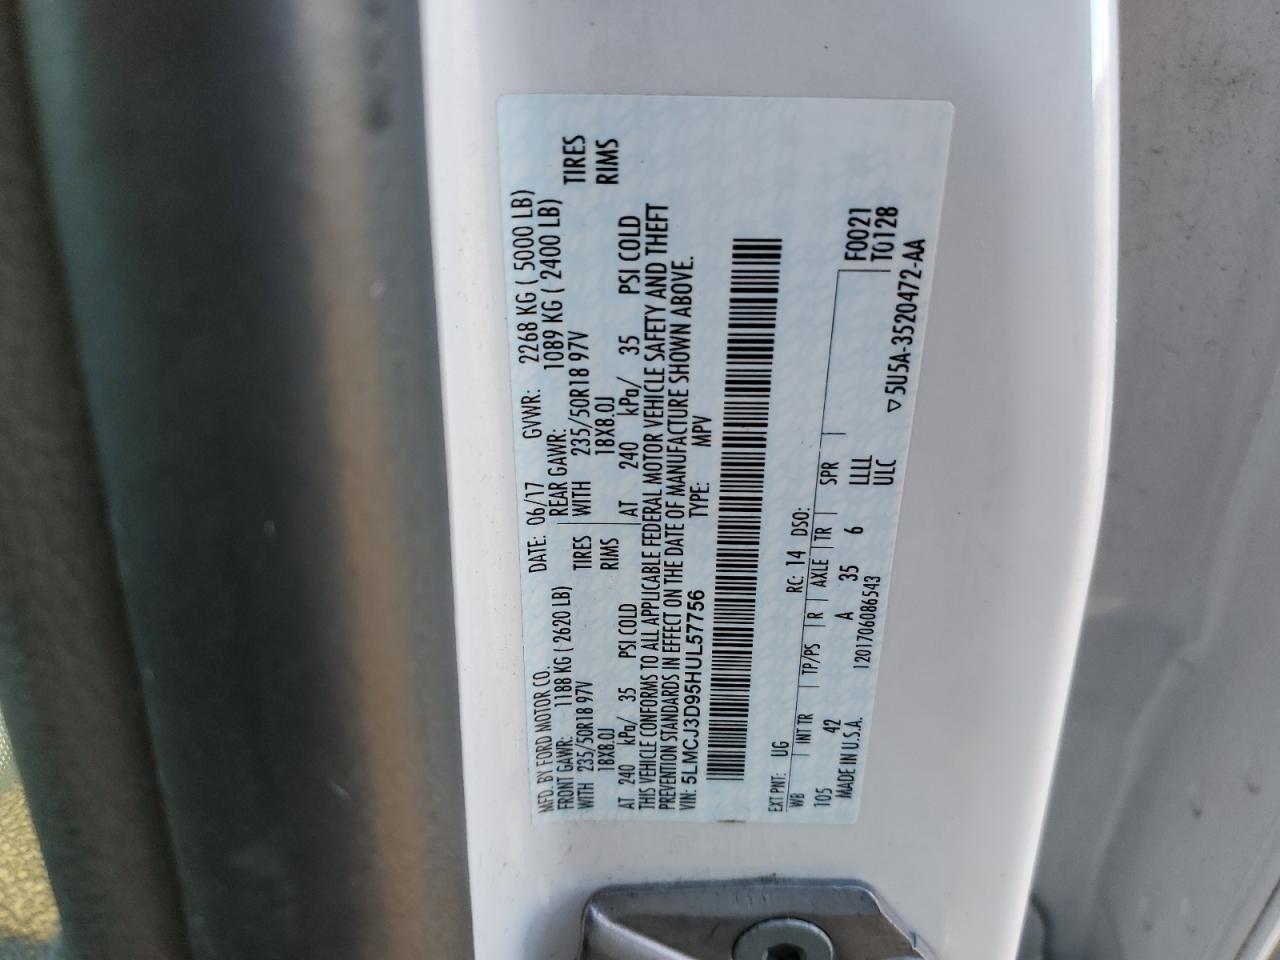 MFD. BY FORD MOTOR CO.
DATE: 06/17 GVWR: 2268 KG ( 5000 LB)
FRONT GAWR: 1188 KG ( 2620 LB) REAR GAWR: 1089 KG ( 2400 LB)
WITH 235/50R18 97V TIRES WITH 235/50R18 97V TIRES
18X8.0J RIMS 18X8.0J RIMS
AT 240 kPa/ 35 PSI COLD AT 240 kPa/ 35 PSI COLD
THIS VEHICLE CONFORMS TO ALL APPLICABLE FEDERAL MOTOR VEHICLE SAFETY AND THEFT
PREVENTION STANDARDS IN EFFECT ON THE DATE OF MANUFACTURE SHOWN ABOVE.
VIN: 5LMCJ3D95HUL57756 TYPE: MPV
EXT PNT: UG RC: 14 DSO:
WB INT TR TP/PS R AXLE TR SPR F0021
105 42 A 35 6 LLLL T0128
MADE IN U.S.A. 1201706086543 ULC ▽5U5A-3520472-AA